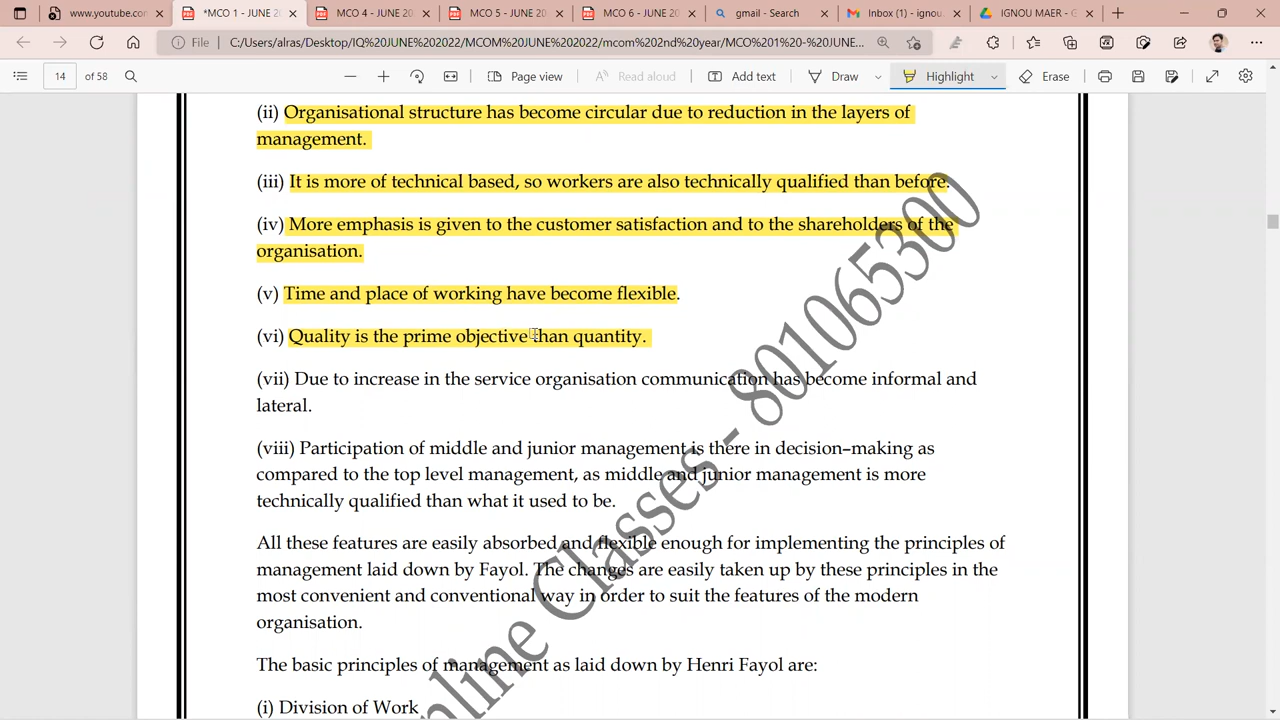 www.youtube.com
*MCO 1 - JUNE 20
MCO 4 - JUNE 20
MCO 5 - JUNE 20
MCO 6 - JUNE 20
gmail - Search
Inbox (1) - ignou
IGNOU MAER - G
File
C:/Users/alras/Desktop/IQ%20JUNE%202022/MCOM%20JUNE%202022/mcom%202nd%20year/MCO%201%20-%20JUNE...
14 of 58
Page view
Read aloud
Add text
Draw
Highlight
Erase
(ii) Organisational structure has become circular due to reduction in the layers of
management.
(iii) It is more of technical based, so workers are also technically qualified than before.
(iv) More emphasis is given to the customer satisfaction and to the shareholders of the
organisation.
(v) Time and place of working have become flexible.
(vi) Quality is the prime objective than quantity.
(vii) Due to increase in the service organisation communication has become informal and
lateral.
(viii) Participation of middle and junior management is there in decision–making as
compared to the top level management, as middle and junior management is more
technically qualified than what it used to be.
All these features are easily absorbed and flexible enough for implementing the principles of
management laid down by Fayol. The changes are easily taken up by these principles in the
most convenient and conventional way in order to suit the features of the modern
organisation.
The basic principles of management as laid down by Henri Fayol are:
(i) Division of Work
nline Classes - 801065300